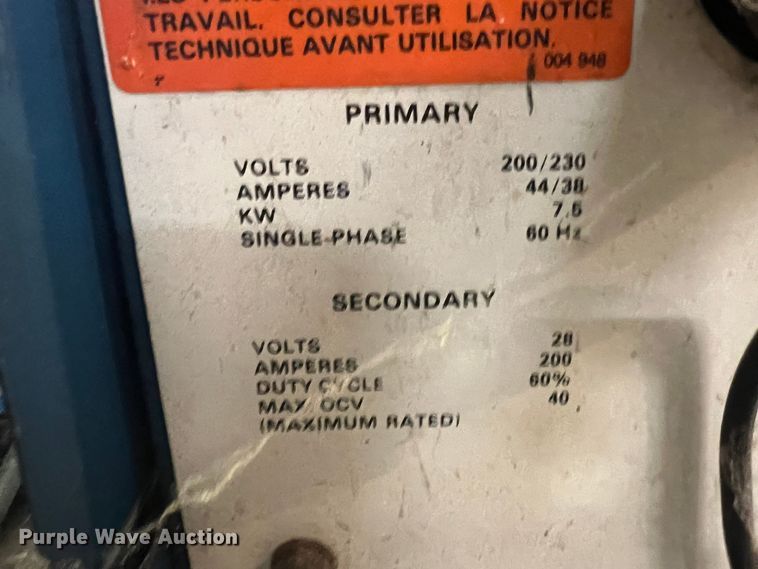 TRAVAIL. CONSULTER LA NOTICE
TECHNIQUE AVANT UTILISATION.
004 948
PRIMARY
VOLTS 200/230
AMPERES 44/38
KW 7.5
SINGLE-PHASE 60 Hz
SECONDARY
VOLTS 28
AMPERES 200
DUTY CYCLE 60%
MAX. OCV 40
(MAXIMUM RATED)
Purple Wave Auction